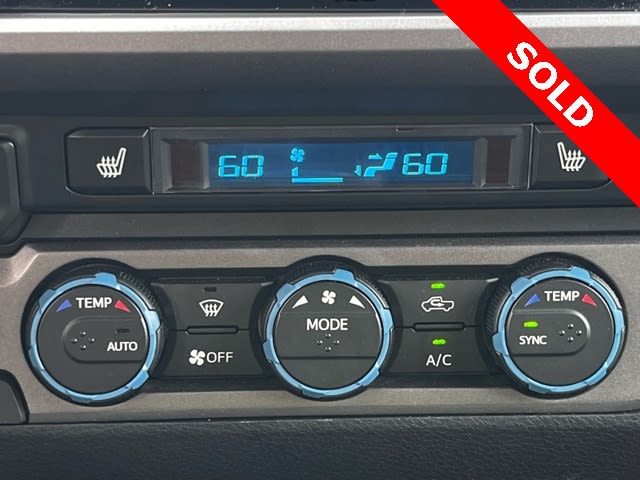 SOLD
60
60
TEMP
AUTO
OFF
MODE
A/C
TEMP
SYNC